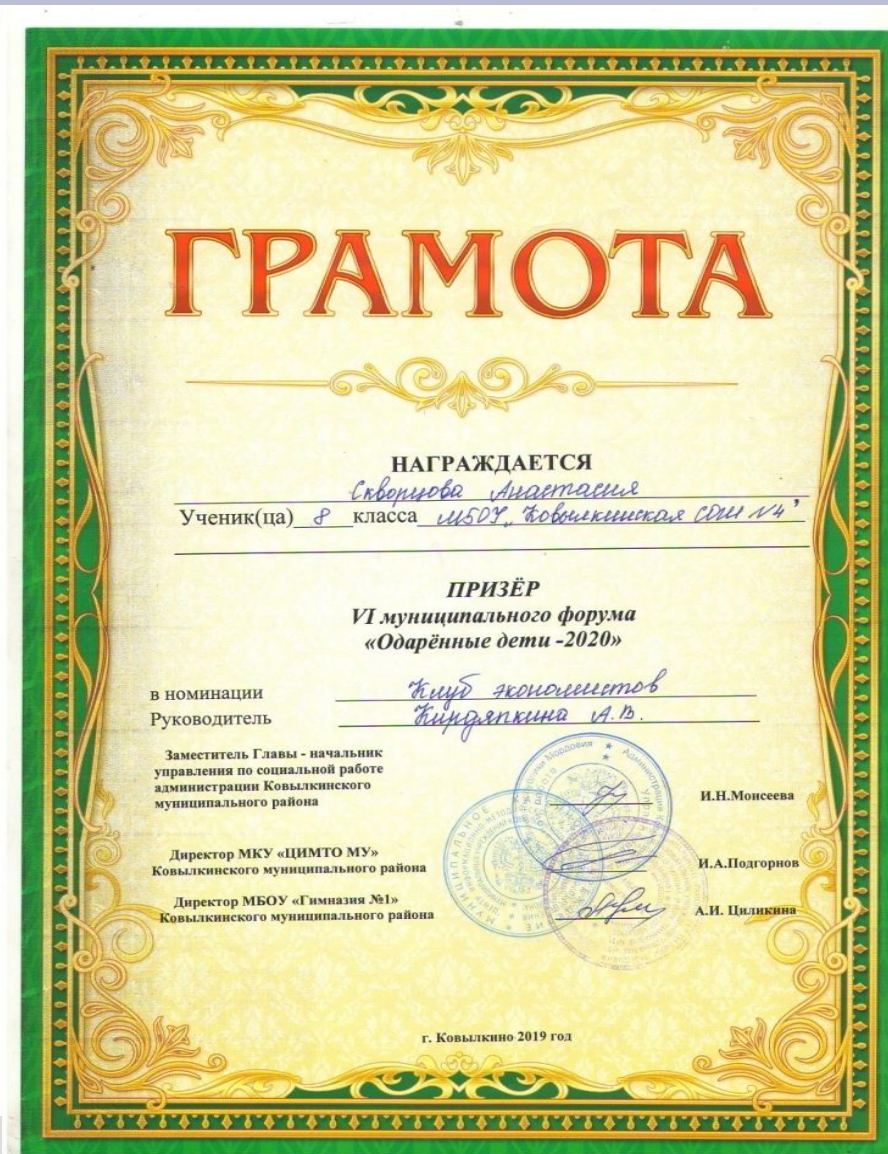 ГРАМОТА
НАГРАЖДАЕТСЯ
Скворцова Анастасия
Ученик(ца) 8 класса МБОУ „Ковылкинская СОШ №4"
ПРИЗЁР
VI муниципального форума
«Одарённые дети -2020»
в номинации Клуб экономистов
Руководитель Кирдяпкина А.В.
Заместитель Главы - начальник
управления по социальной работе
администрации Ковылкинского
муниципального района
И.Н.Моисеева
Директор МКУ «ЦИМТО МУ»
Ковылкинского муниципального района
И.А.Подгорнов
Директор МБОУ «Гимназия №1»
Ковылкинского муниципального района
А.И. Циликина
г. Ковылкино 2019 год